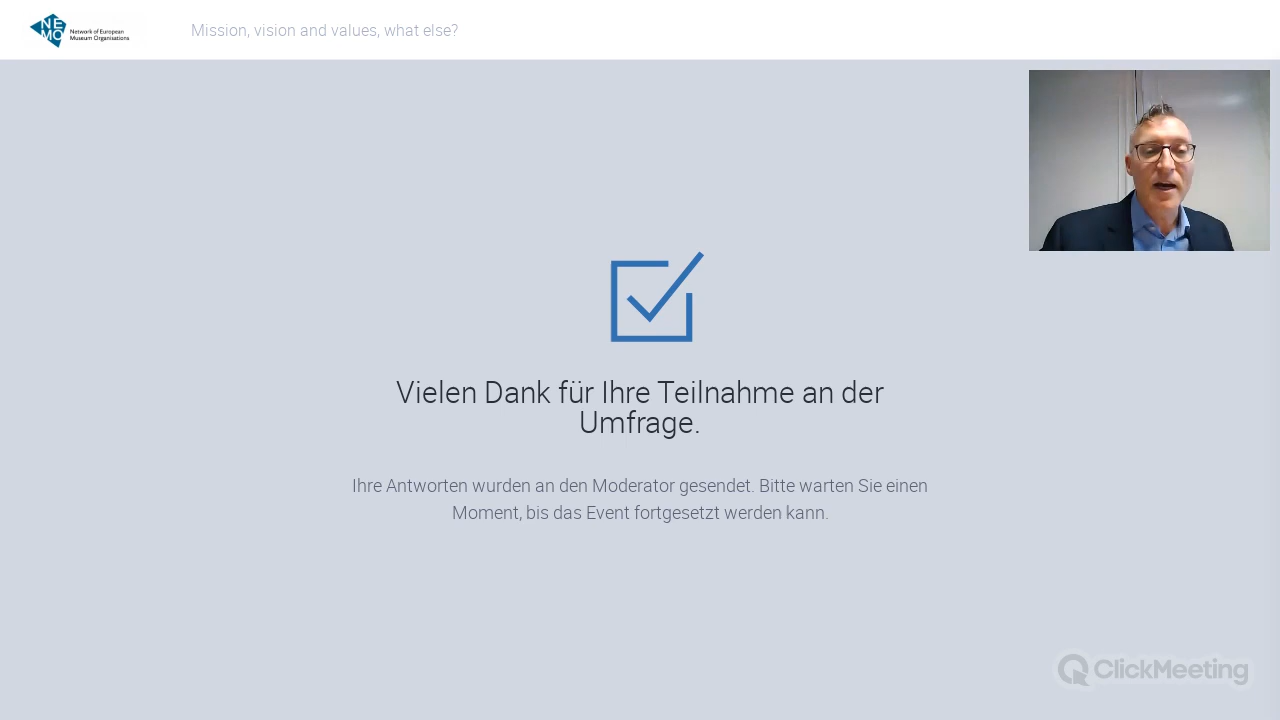 NE
MO
Network of European
Museum Organisations
Mission, vision and values, what else?
Vielen Dank für Ihre Teilnahme an der
Umfrage.
Ihre Antworten wurden an den Moderator gesendet. Bitte warten Sie einen
Moment, bis das Event fortgesetzt werden kann.
ClickMeeting